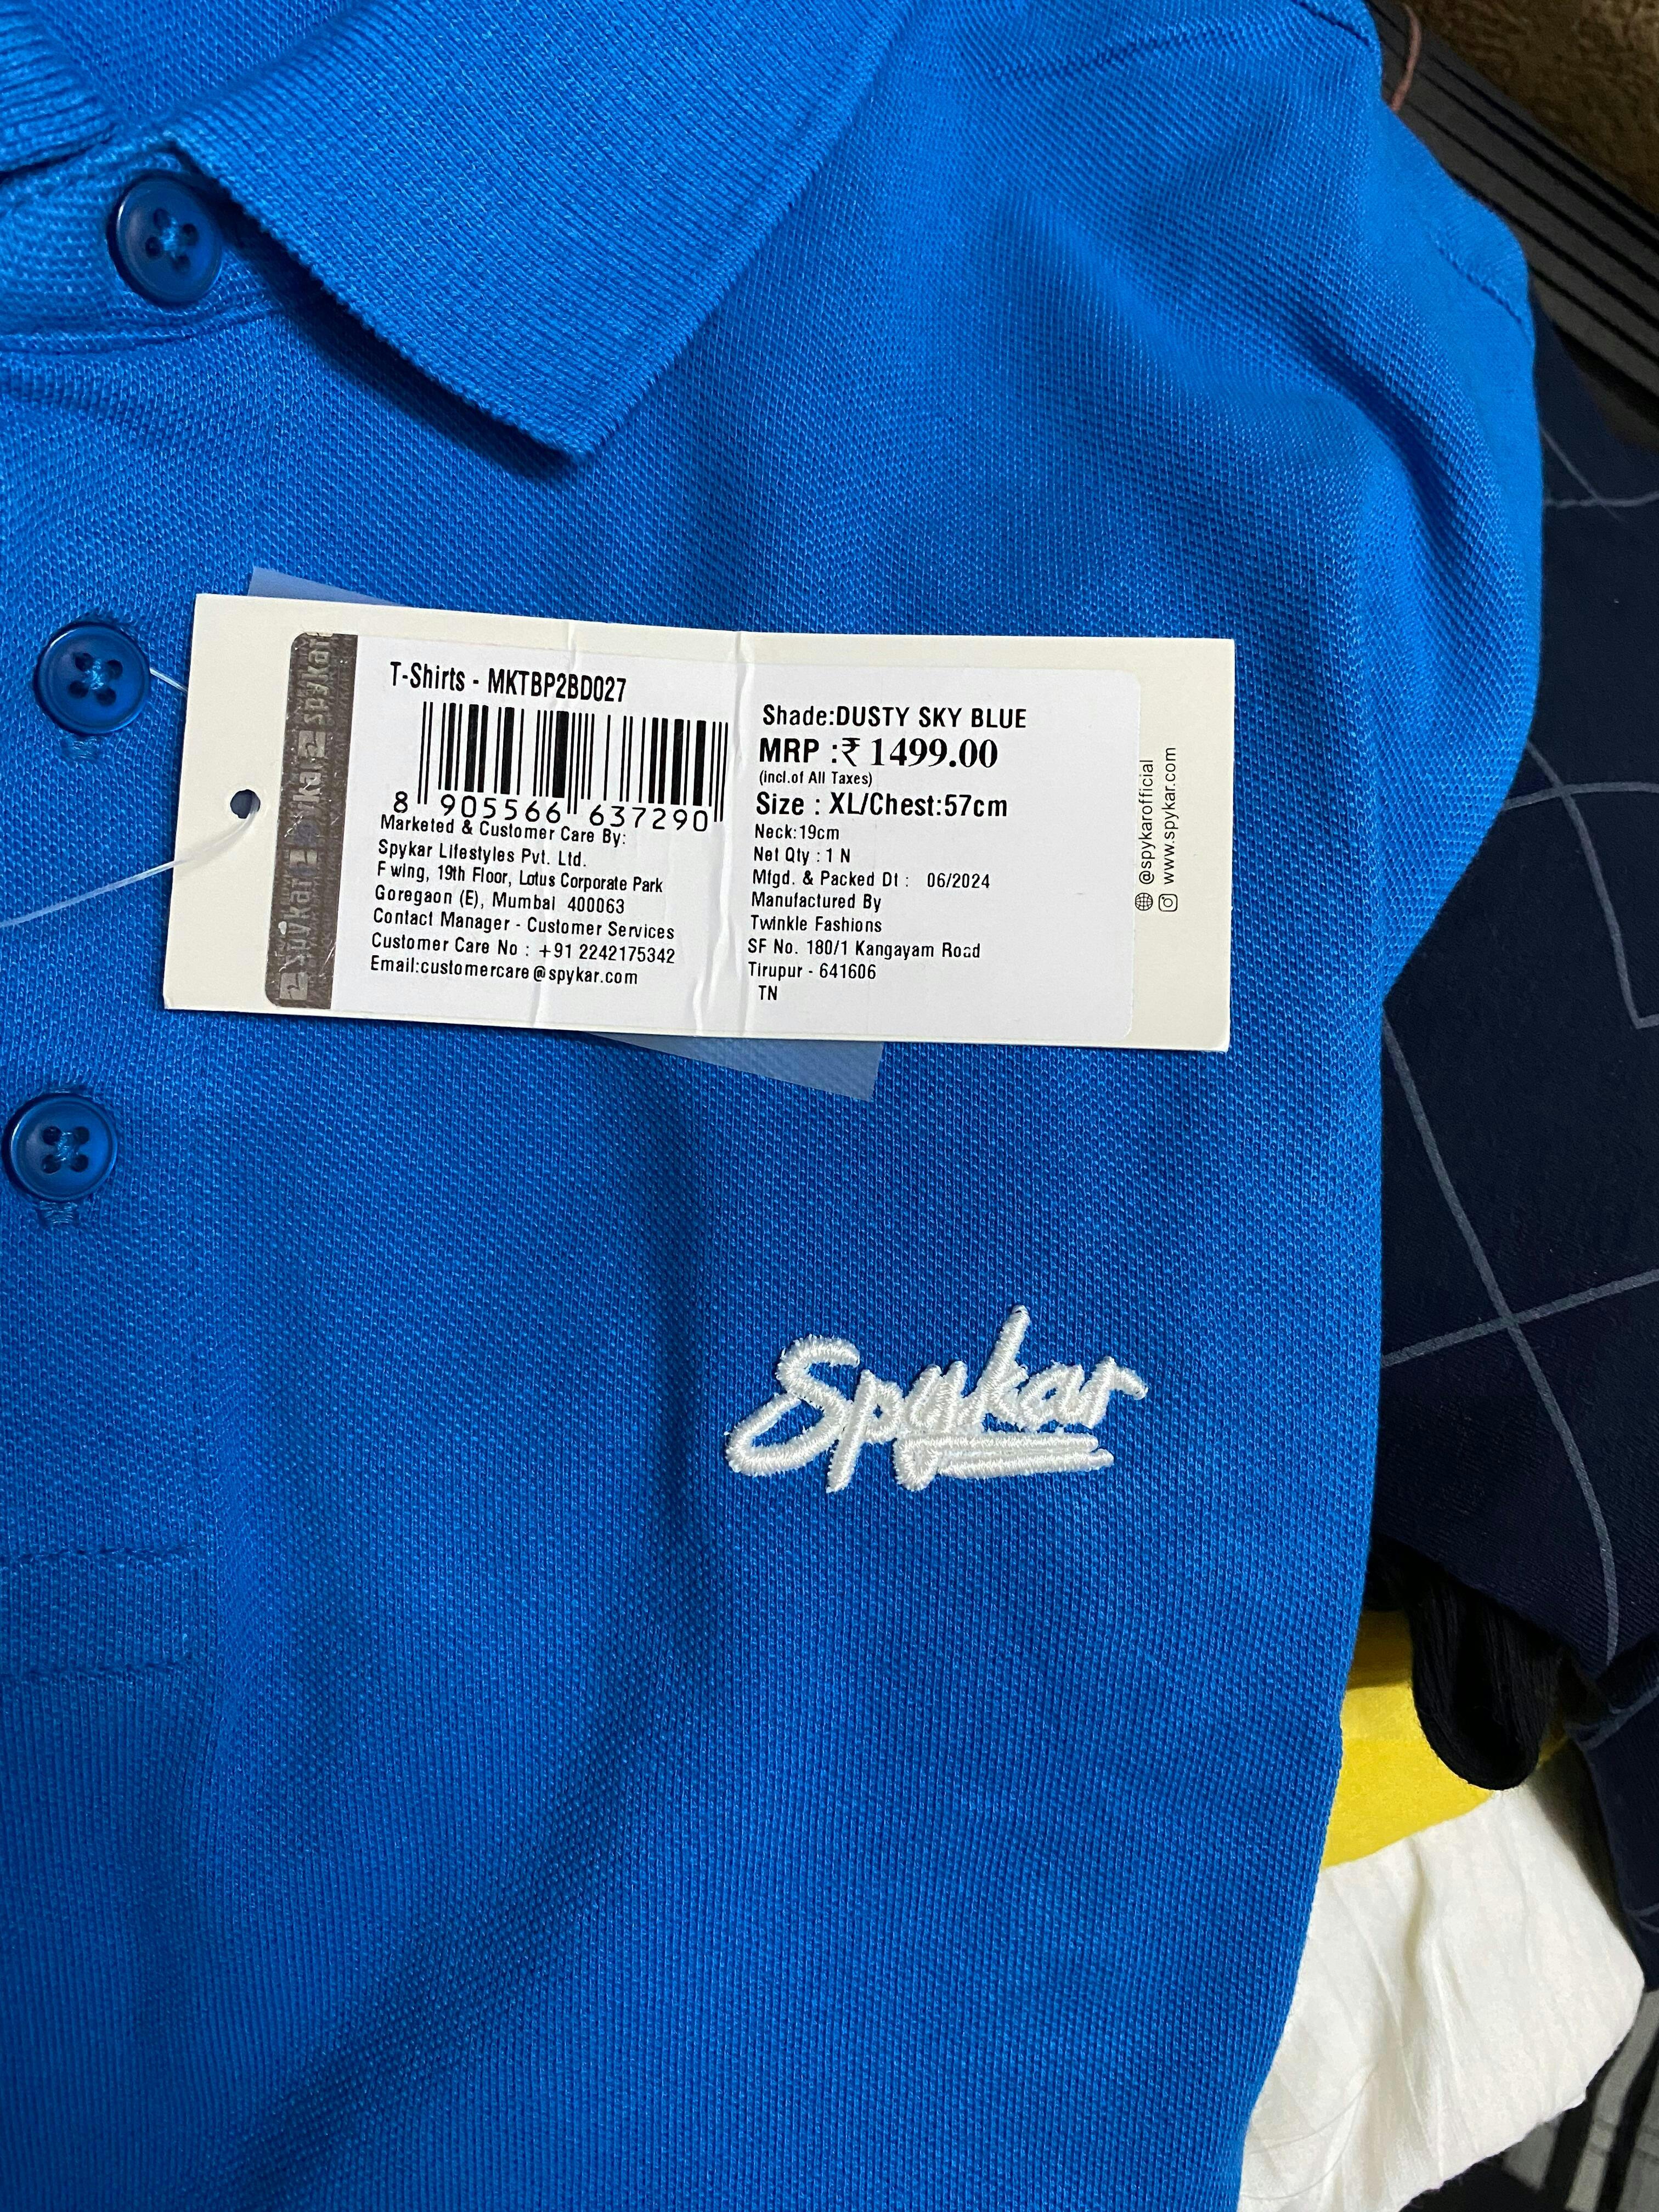 T-Shirts - MKTBP2BD027
8 905566 637290
Marketed & Customer Care By:
Spykar Lifestyles Pvt. Ltd.
F wing, 19th Floor, Lotus Corporate Park
Goregaon (E), Mumbai 400063
Contact Manager - Customer Services
Customer Care No : +91 2242175342
Email:customercare@spykar.com
Shade:DUSTY SKY BLUE
MRP :₹ 1499.00
(incl.of All Taxes)
Size : XL/Chest:57cm
Neck:19cm
Net Qty : 1 N
Mfgd. & Packed Dt : 06/2024
Manufactured By
Twinkle Fashions
SF No. 180/1 Kangayam Road
Tirupur - 641606
TN
@spykarofficial
www.spykar.com
spykar
spykar
Spykar